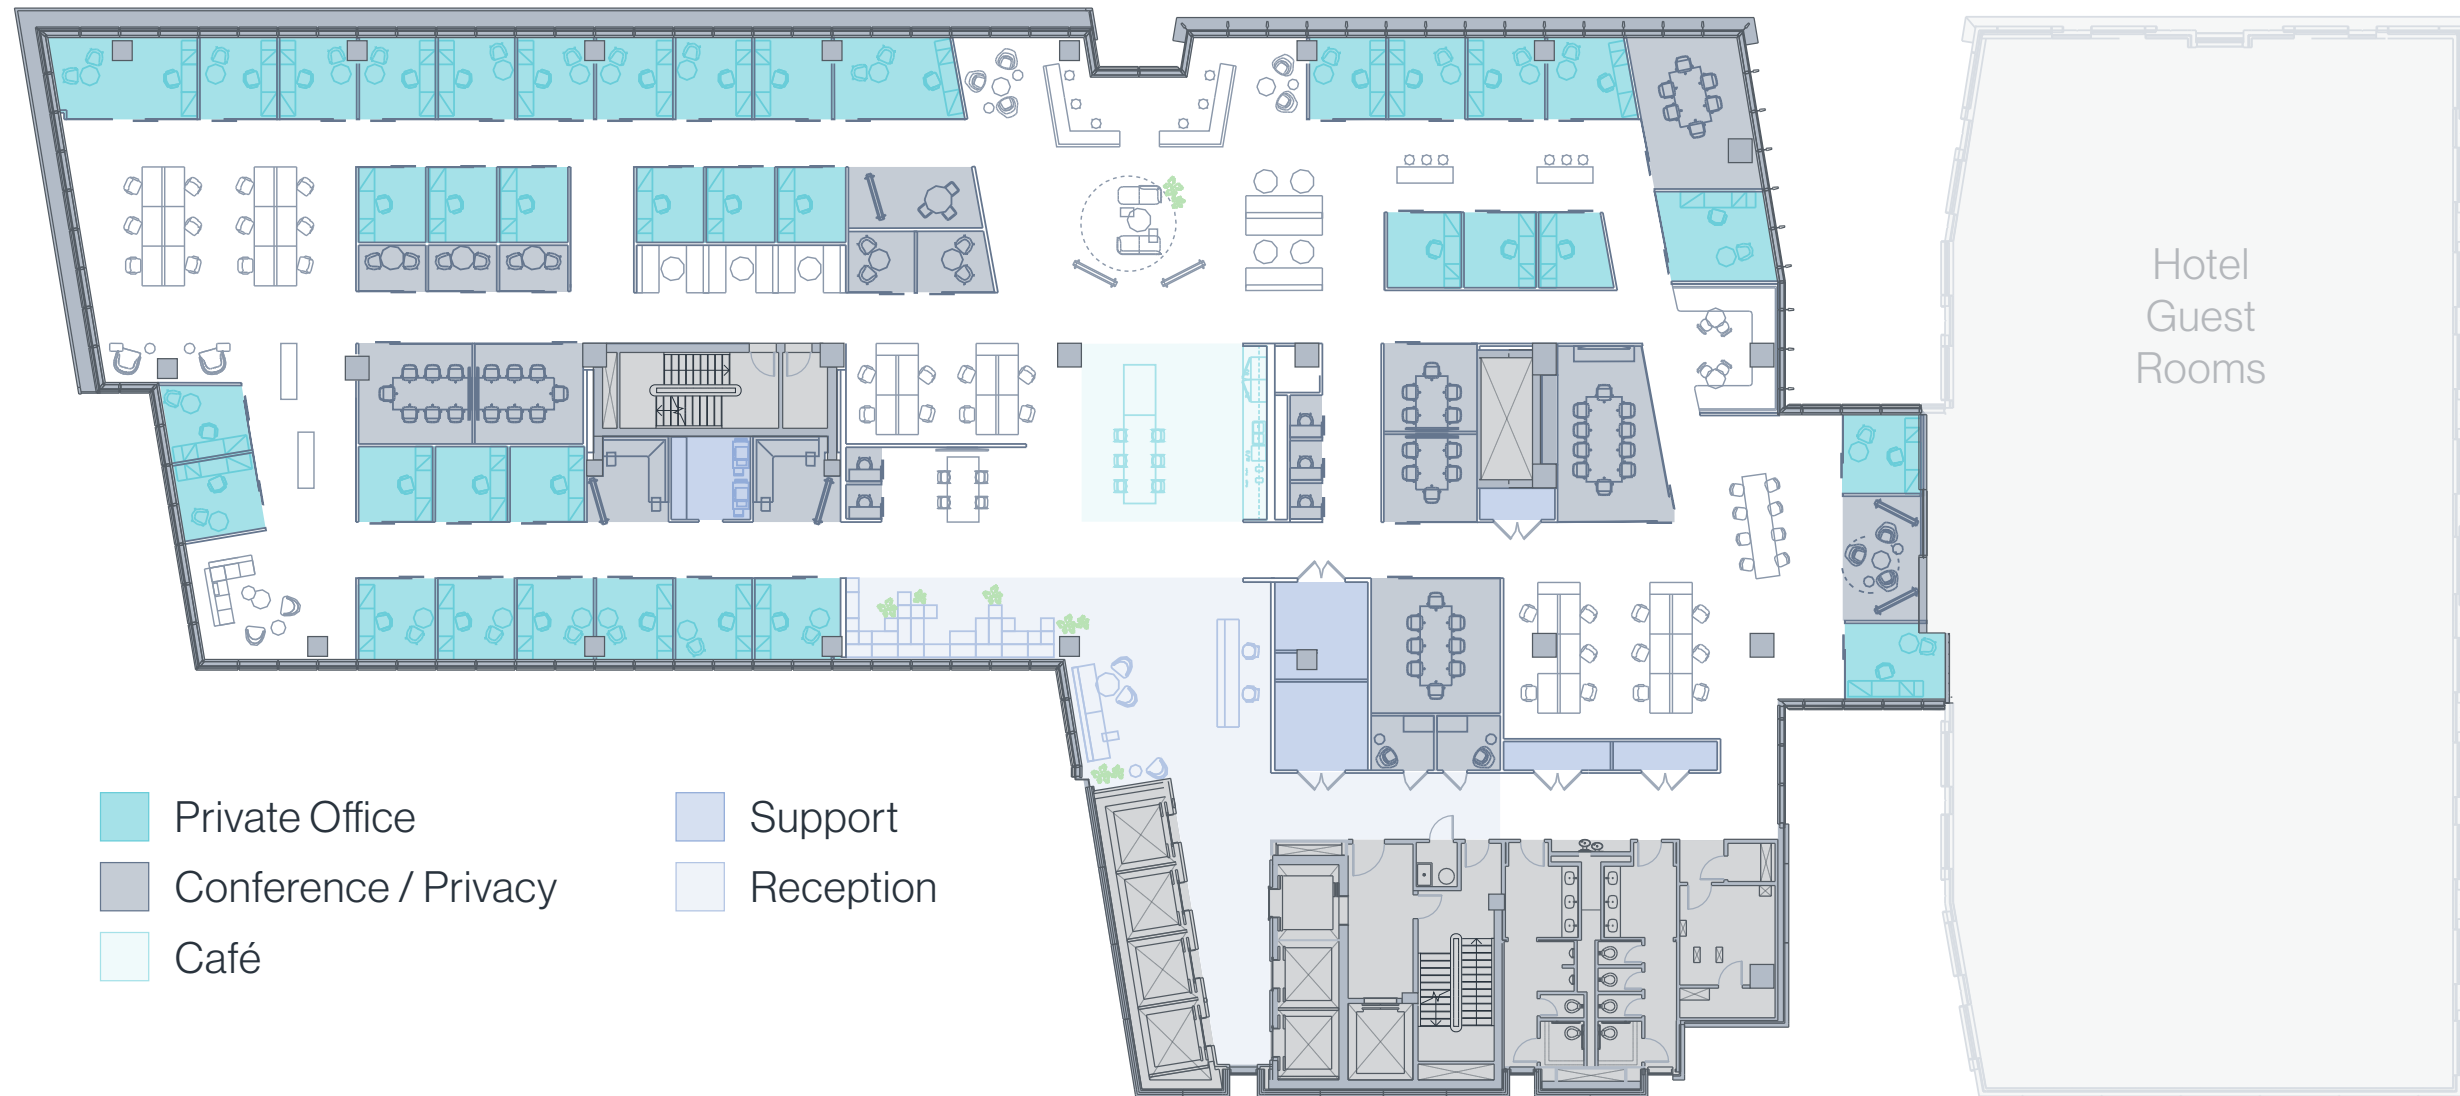 Hotel
Guest
Rooms
Private Office
Conference / Privacy
Café
Support
Reception